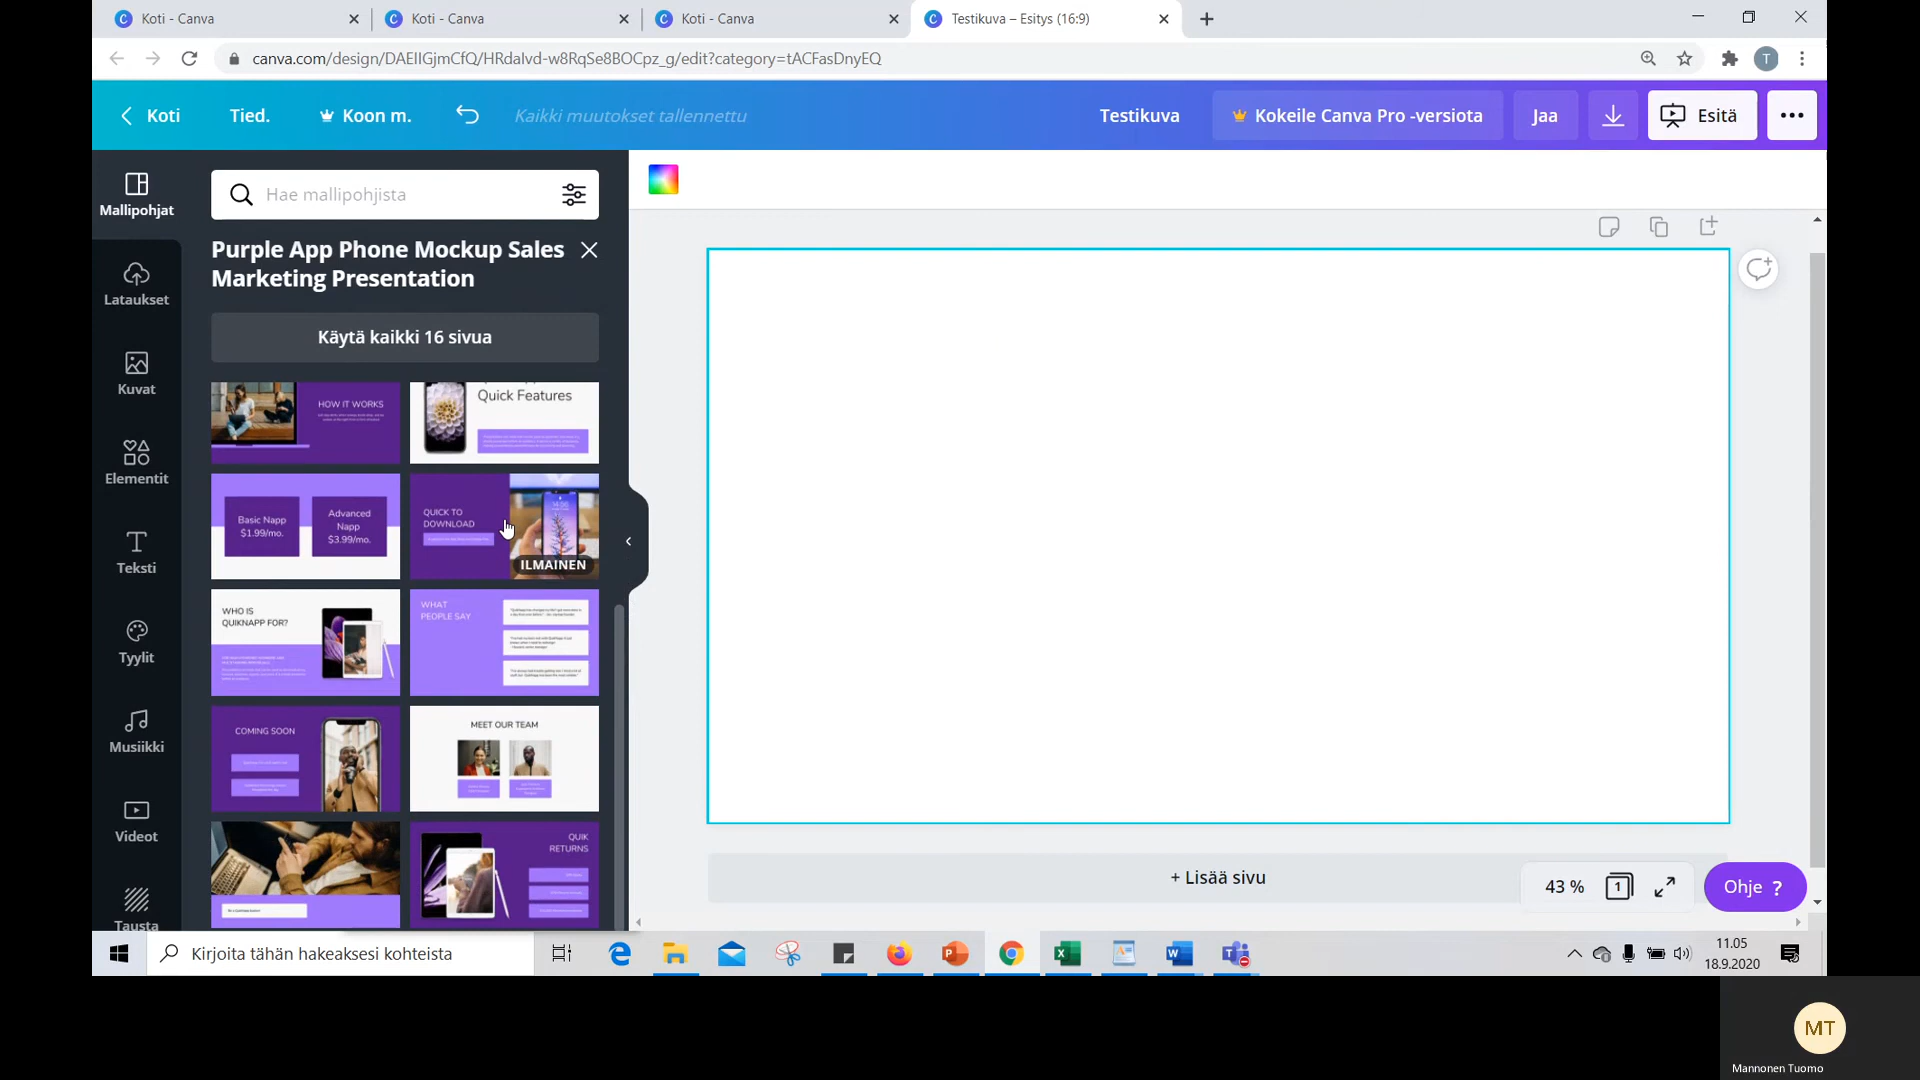 Koti - Canva
Koti - Canva
Koti - Canva
Testikuva – Esitys (16:9)
canva.com/design/DAEIIGjmCfQ/HRdaIvd-w8RqSe8BOCpz_g/edit?category=tACFasDnyEQ
T
Koti
Tied.
Koon m.
Kaikki muutokset tallennettu
Testikuva
Kokeile Canva Pro -versiota
Jaa
Esitä
Mallipohjat
Lataukset
Kuvat
Elementit
Teksti
Tyylit
Musiikki
Videot
Tausta
Hae mallipohjista
Purple App Phone Mockup Sales
Marketing Presentation
Käytä kaikki 16 sivua
HOW IT WORKS
Quick Features
Basic Napp
$1.99/mo.
Advanced
Napp
$3.99/mo.
QUICK TO
DOWNLOAD
ILMAINEN
WHO IS
QUIKNAPP FOR?
WHAT
PEOPLE SAY
COMING SOON
MEET OUR TEAM
QUIK
RETURNS
+ Lisää sivu
43 %
1
Ohje ?
Kirjoita tähän hakeaksesi kohteista
11.05
18.9.2020
MT
Mannonen Tuomo